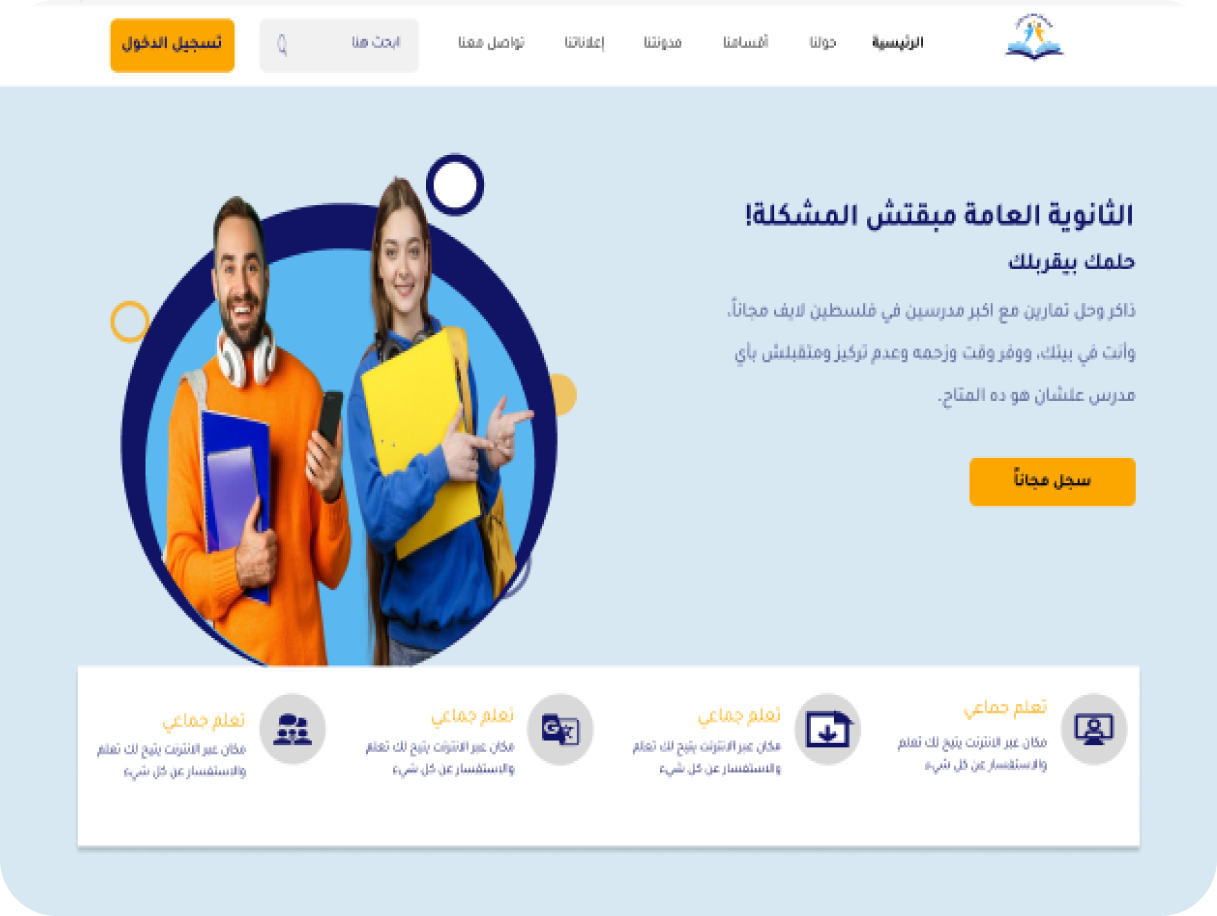 الرئيسية
حولنا
أقسامنا
مدونتنا
إعلاناتنا
تواصل معنا
ابحث هنا
تسجيل الدخول
الثانوية العامة مبقتش المشكلة!
حلمك بيقربلك
ذاكر وحل تمارين مع اكبر مدرسين في فلسطين لايف مجاناً،
وأنت في بيتك، ووفر وقت وزحمه وعدم تركيز ومتقبلش بأي
مدرس علشان هو ده المتاح.
سجل مجاناً
تعلم جماعي
مكان عبر الانترنت يتيح لك تعلم
والاستفسار عن كل شيء
تعلم جماعي
مكان عبر الانترنت يتيح لك تعلم
والاستفسار عن كل شيء
تعلم جماعي
مكان عبر الانترنت يتيح لك تعلم
والاستفسار عن كل شيء
تعلم جماعي
مكان عبر الانترنت يتيح لك تعلم
والاستفسار عن كل شيء